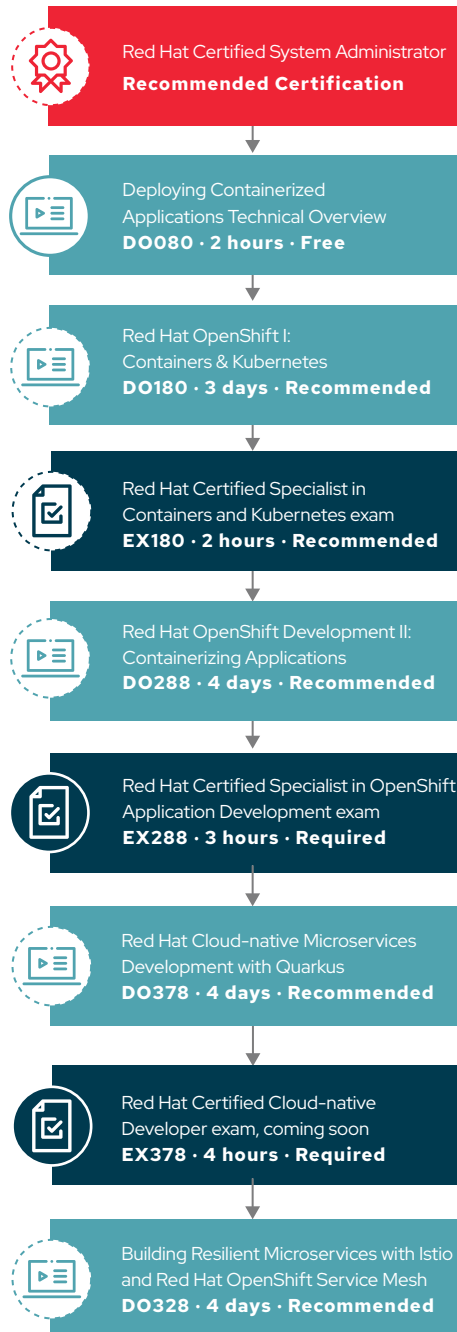 Red Hat Certified System Administrator
Recommended Certification
Deploying Containerized
Applications Technical Overview
DO080 · 2 hours · Free
Red Hat OpenShift I:
Containers & Kubernetes
DO180 · 3 days · Recommended
Red Hat Certified Specialist in
Containers and Kubernetes exam
EX180 · 2 hours · Recommended
Red Hat OpenShift Development II:
Containerizing Applications
DO288 · 4 days · Recommended
Red Hat Certified Specialist in OpenShift
Application Development exam
EX288 · 3 hours · Required
Red Hat Cloud-native Microservices
Development with Quarkus
DO378 · 4 days · Recommended
Red Hat Certified Cloud-native
Developer exam, coming soon
EX378 · 4 hours · Required
Building Resilient Microservices with Istio
and Red Hat OpenShift Service Mesh
DO328 · 4 days · Recommended